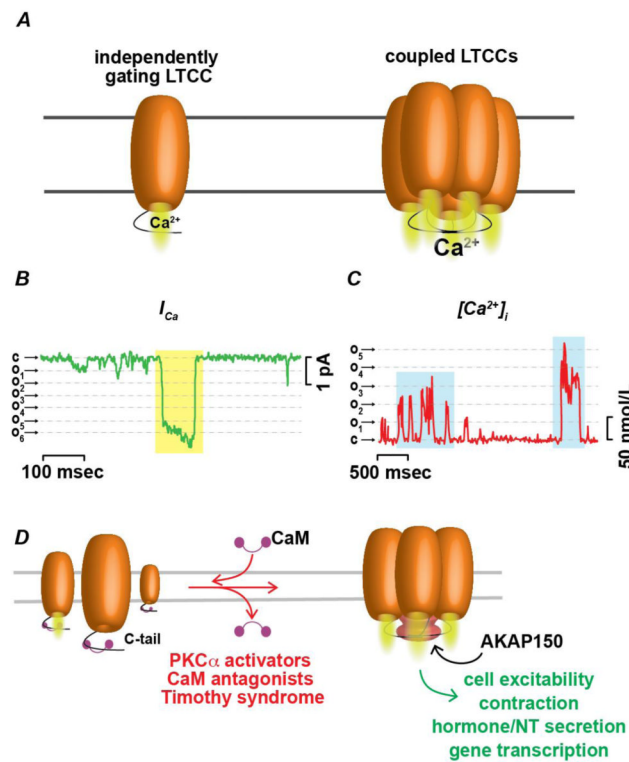 A
independently
gating LTCC
coupled LTCCs
Ca²⁺
Ca²⁺
B
I_Ca
c
o₁
o₂
o₃
o₄
o₅
o₆
1 pA
100 msec
C
[Ca²⁺]ᵢ
o₅
o₄
o₃
o₂
o₁
c
50 nmol/l
500 msec
D
CaM
C-tail
PKCα activators
CaM antagonists
Timothy syndrome
AKAP150
cell excitability
contraction
hormone/NT secretion
gene transcription